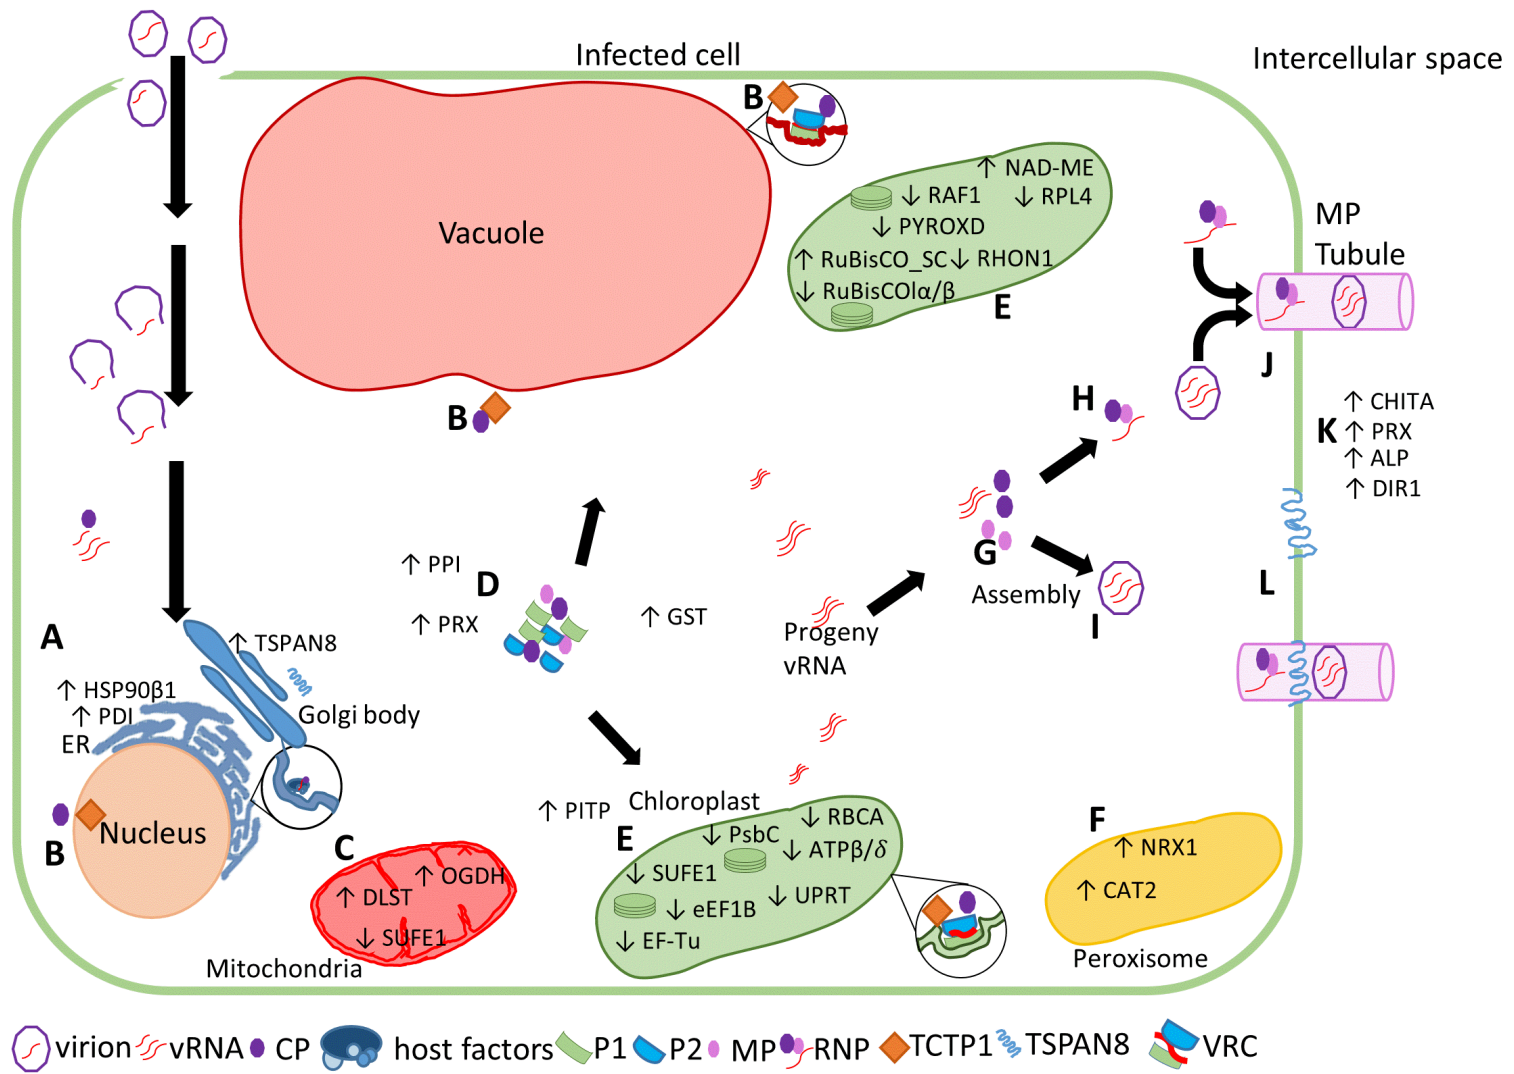 Infected cell
Intercellular space
B
Vacuole
↑ NAD-ME
↓ RAF1 ↓ RPL4
↓ PYROXD
↑ RuBisCO_SC ↓ RHON1
↓ RuBisCOlα/β
E
MP
Tubule
J
B
H
↑ CHITA
K ↑ PRX
↑ ALP
↑ DIR1
↑ PPI
D
↑ PRX
↑ GST
G
Assembly
I
L
Progeny
vRNA
A
↑ TSPAN8
↑ HSP90β1
↑ PDI
ER
Golgi body
B
Nucleus
C
↑ OGDH
↑ DLST
↓ SUFE1
Mitochondria
↑ PITP
Chloroplast
E
↓ RBCA
↓ PsbC
↓ ATPβ/δ
↓ SUFE1
↓ UPRT
↓ eEF1B
↓ EF-Tu
F
↑ NRX1
↑ CAT2
Peroxisome
virion vRNA CP host factors P1 P2 MP RNP TCTP1 TSPAN8 VRC